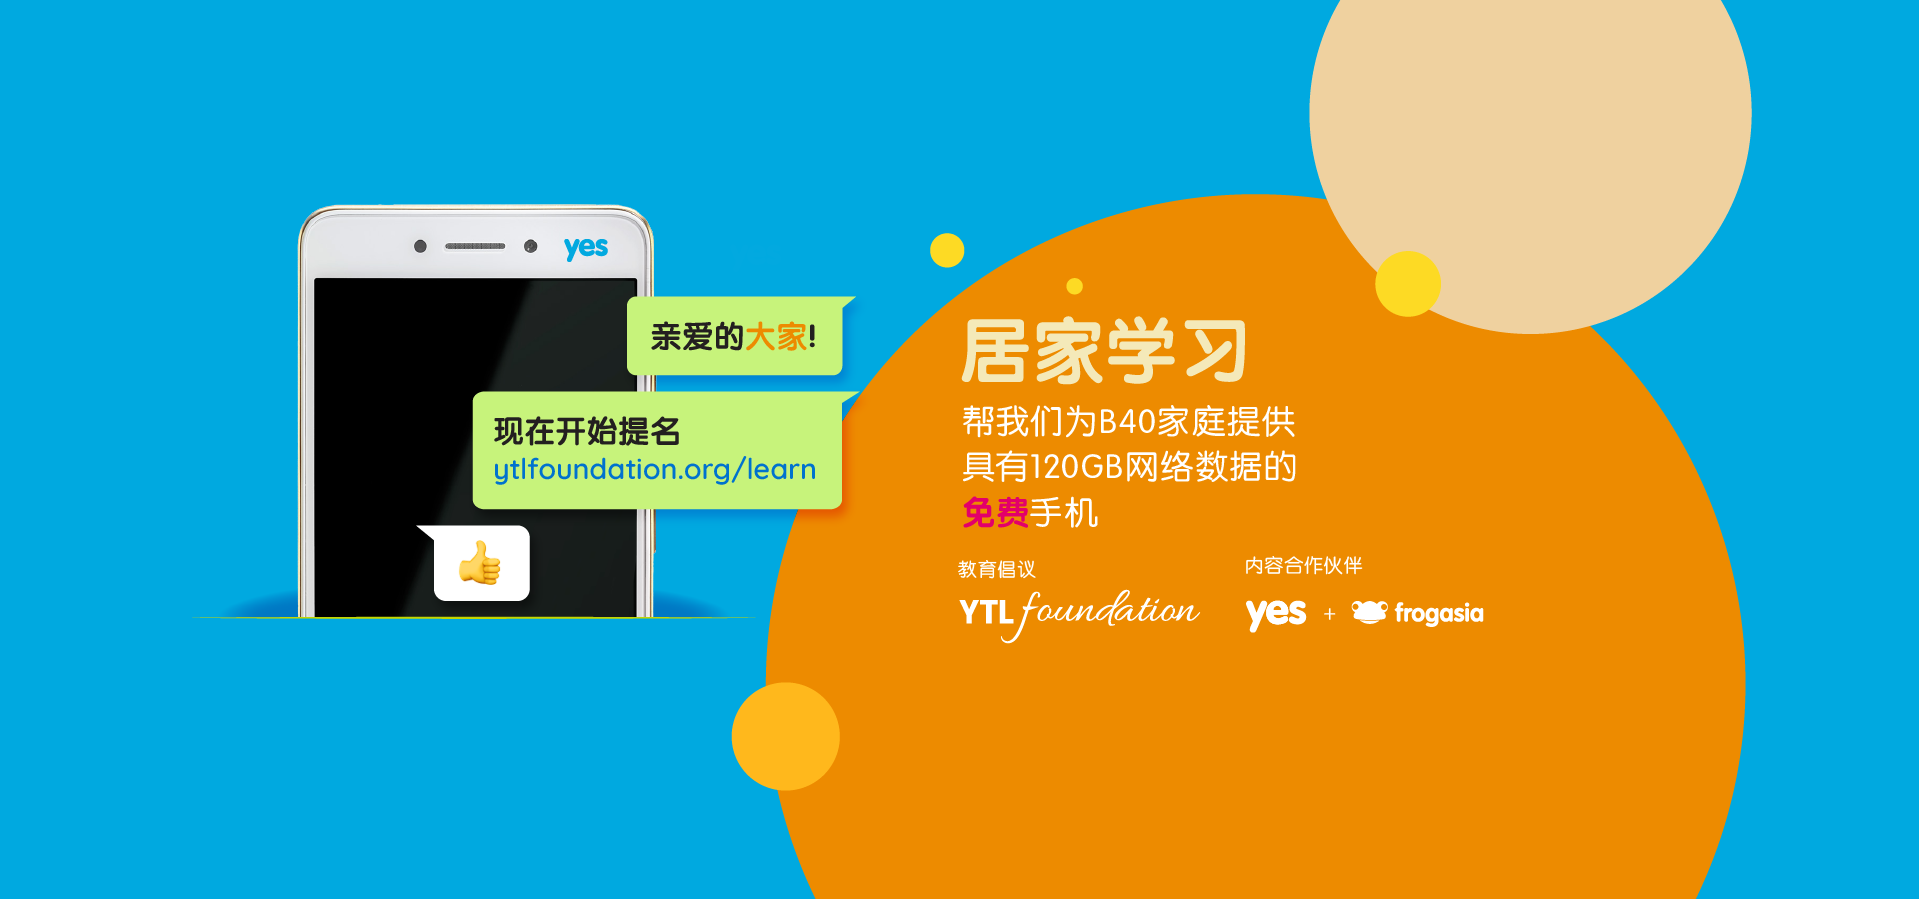 yes
亲爱的大家!
现在开始提名
ytlfoundation.org/learn
居家学习
帮我们为B40家庭提供
具有120GB网络数据的
免费手机
教育倡议
YTL foundation
内容合作伙伴
yes + frogasia